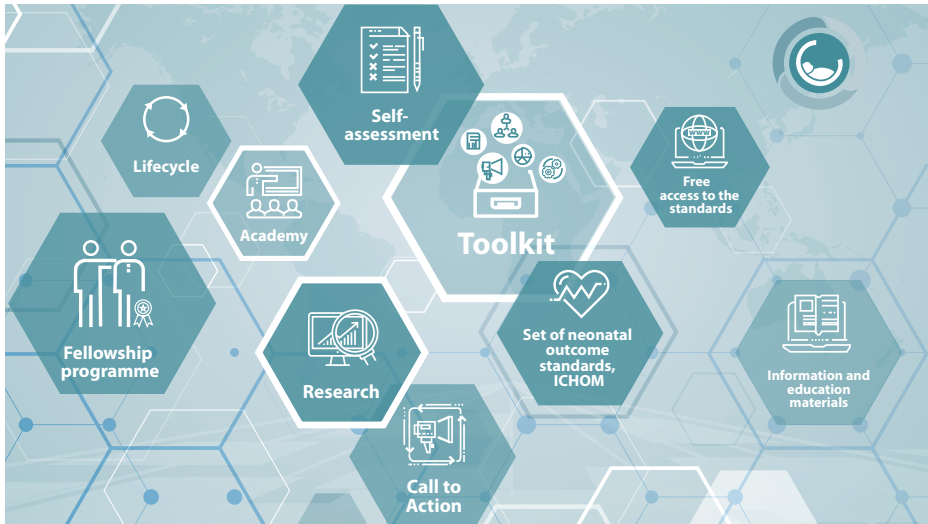 Self-
assessment
Lifecycle
Academy
Toolkit
WWW
Free
access to the
standards
Fellowship
programme
Research
Set of neonatal
outcome
standards,
ICHOM
Information and
education
materials
Call to
Action